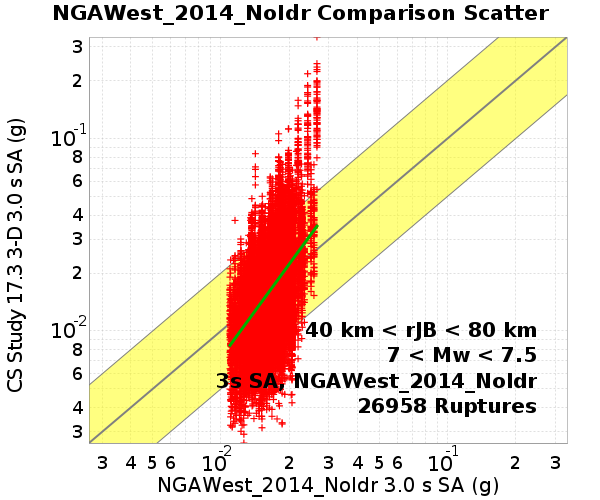 NGAWest_2014_NoIdr Comparison Scatter
CS Study 17.3 3-D 3.0 s SA (g)
3
2
10^-1
8
6
4
3
2
10^-2
8
6
4
3
40 km < rJB < 80 km
7 < Mw < 7.5
3s SA, NGAWest_2014_NoIdr
26958 Ruptures
3 4 5 6 10^-2 2 3 4 5 6 10^-1 2 3
NGAWest_2014_NoIdr 3.0 s SA (g)